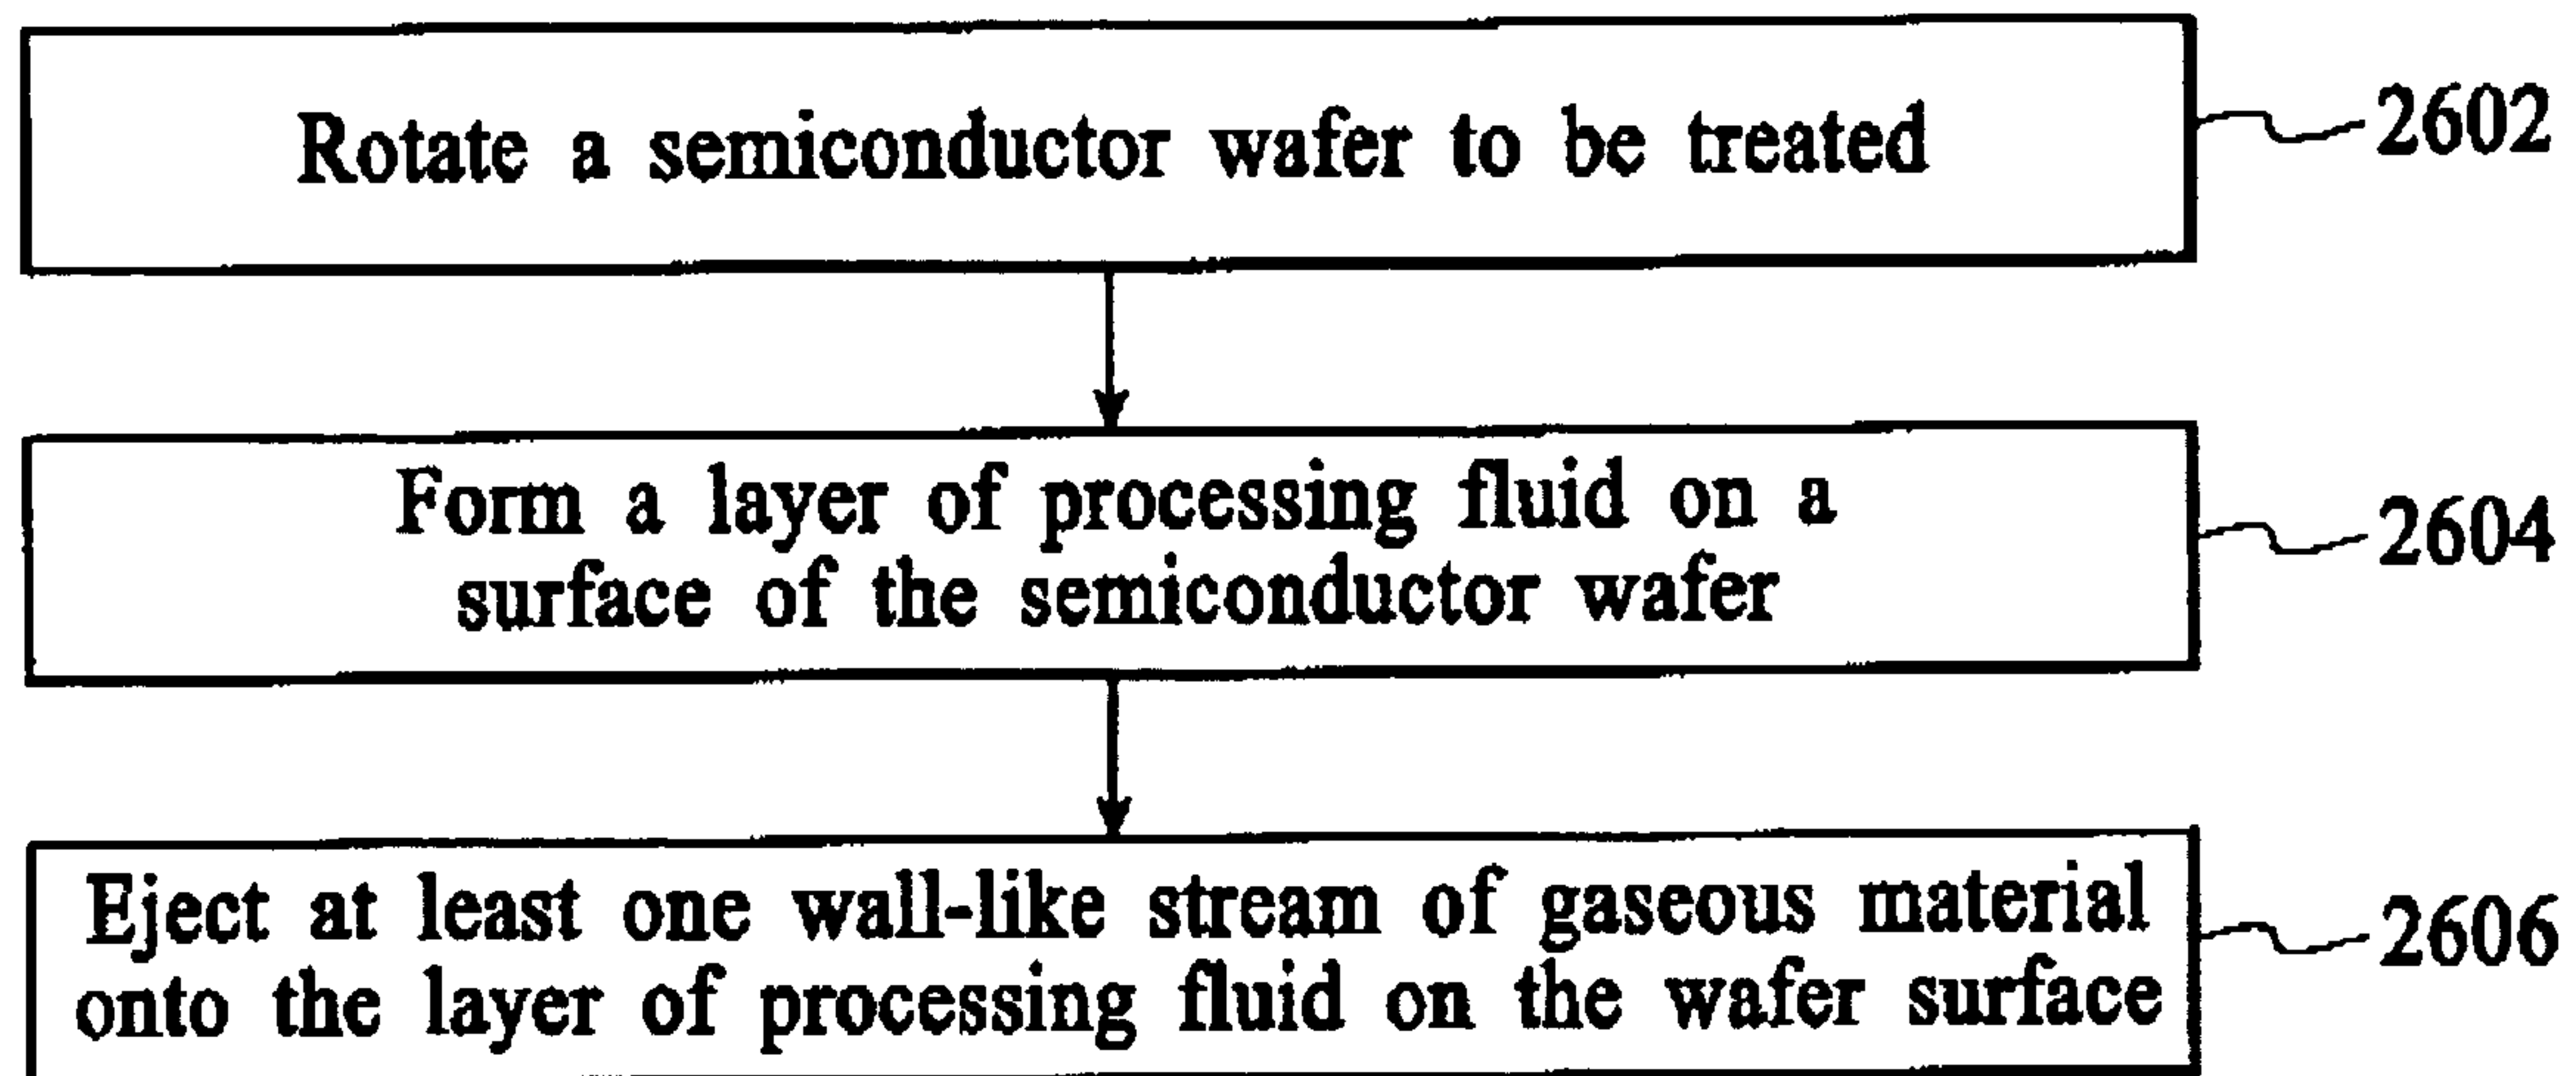 Rotate a semiconductor wafer to be treated
2602
Form a layer of processing fluid on a
surface of the semiconductor wafer
2604
Eject at least one wall-like stream of gaseous material
onto the layer of processing fluid on the wafer surface
2606